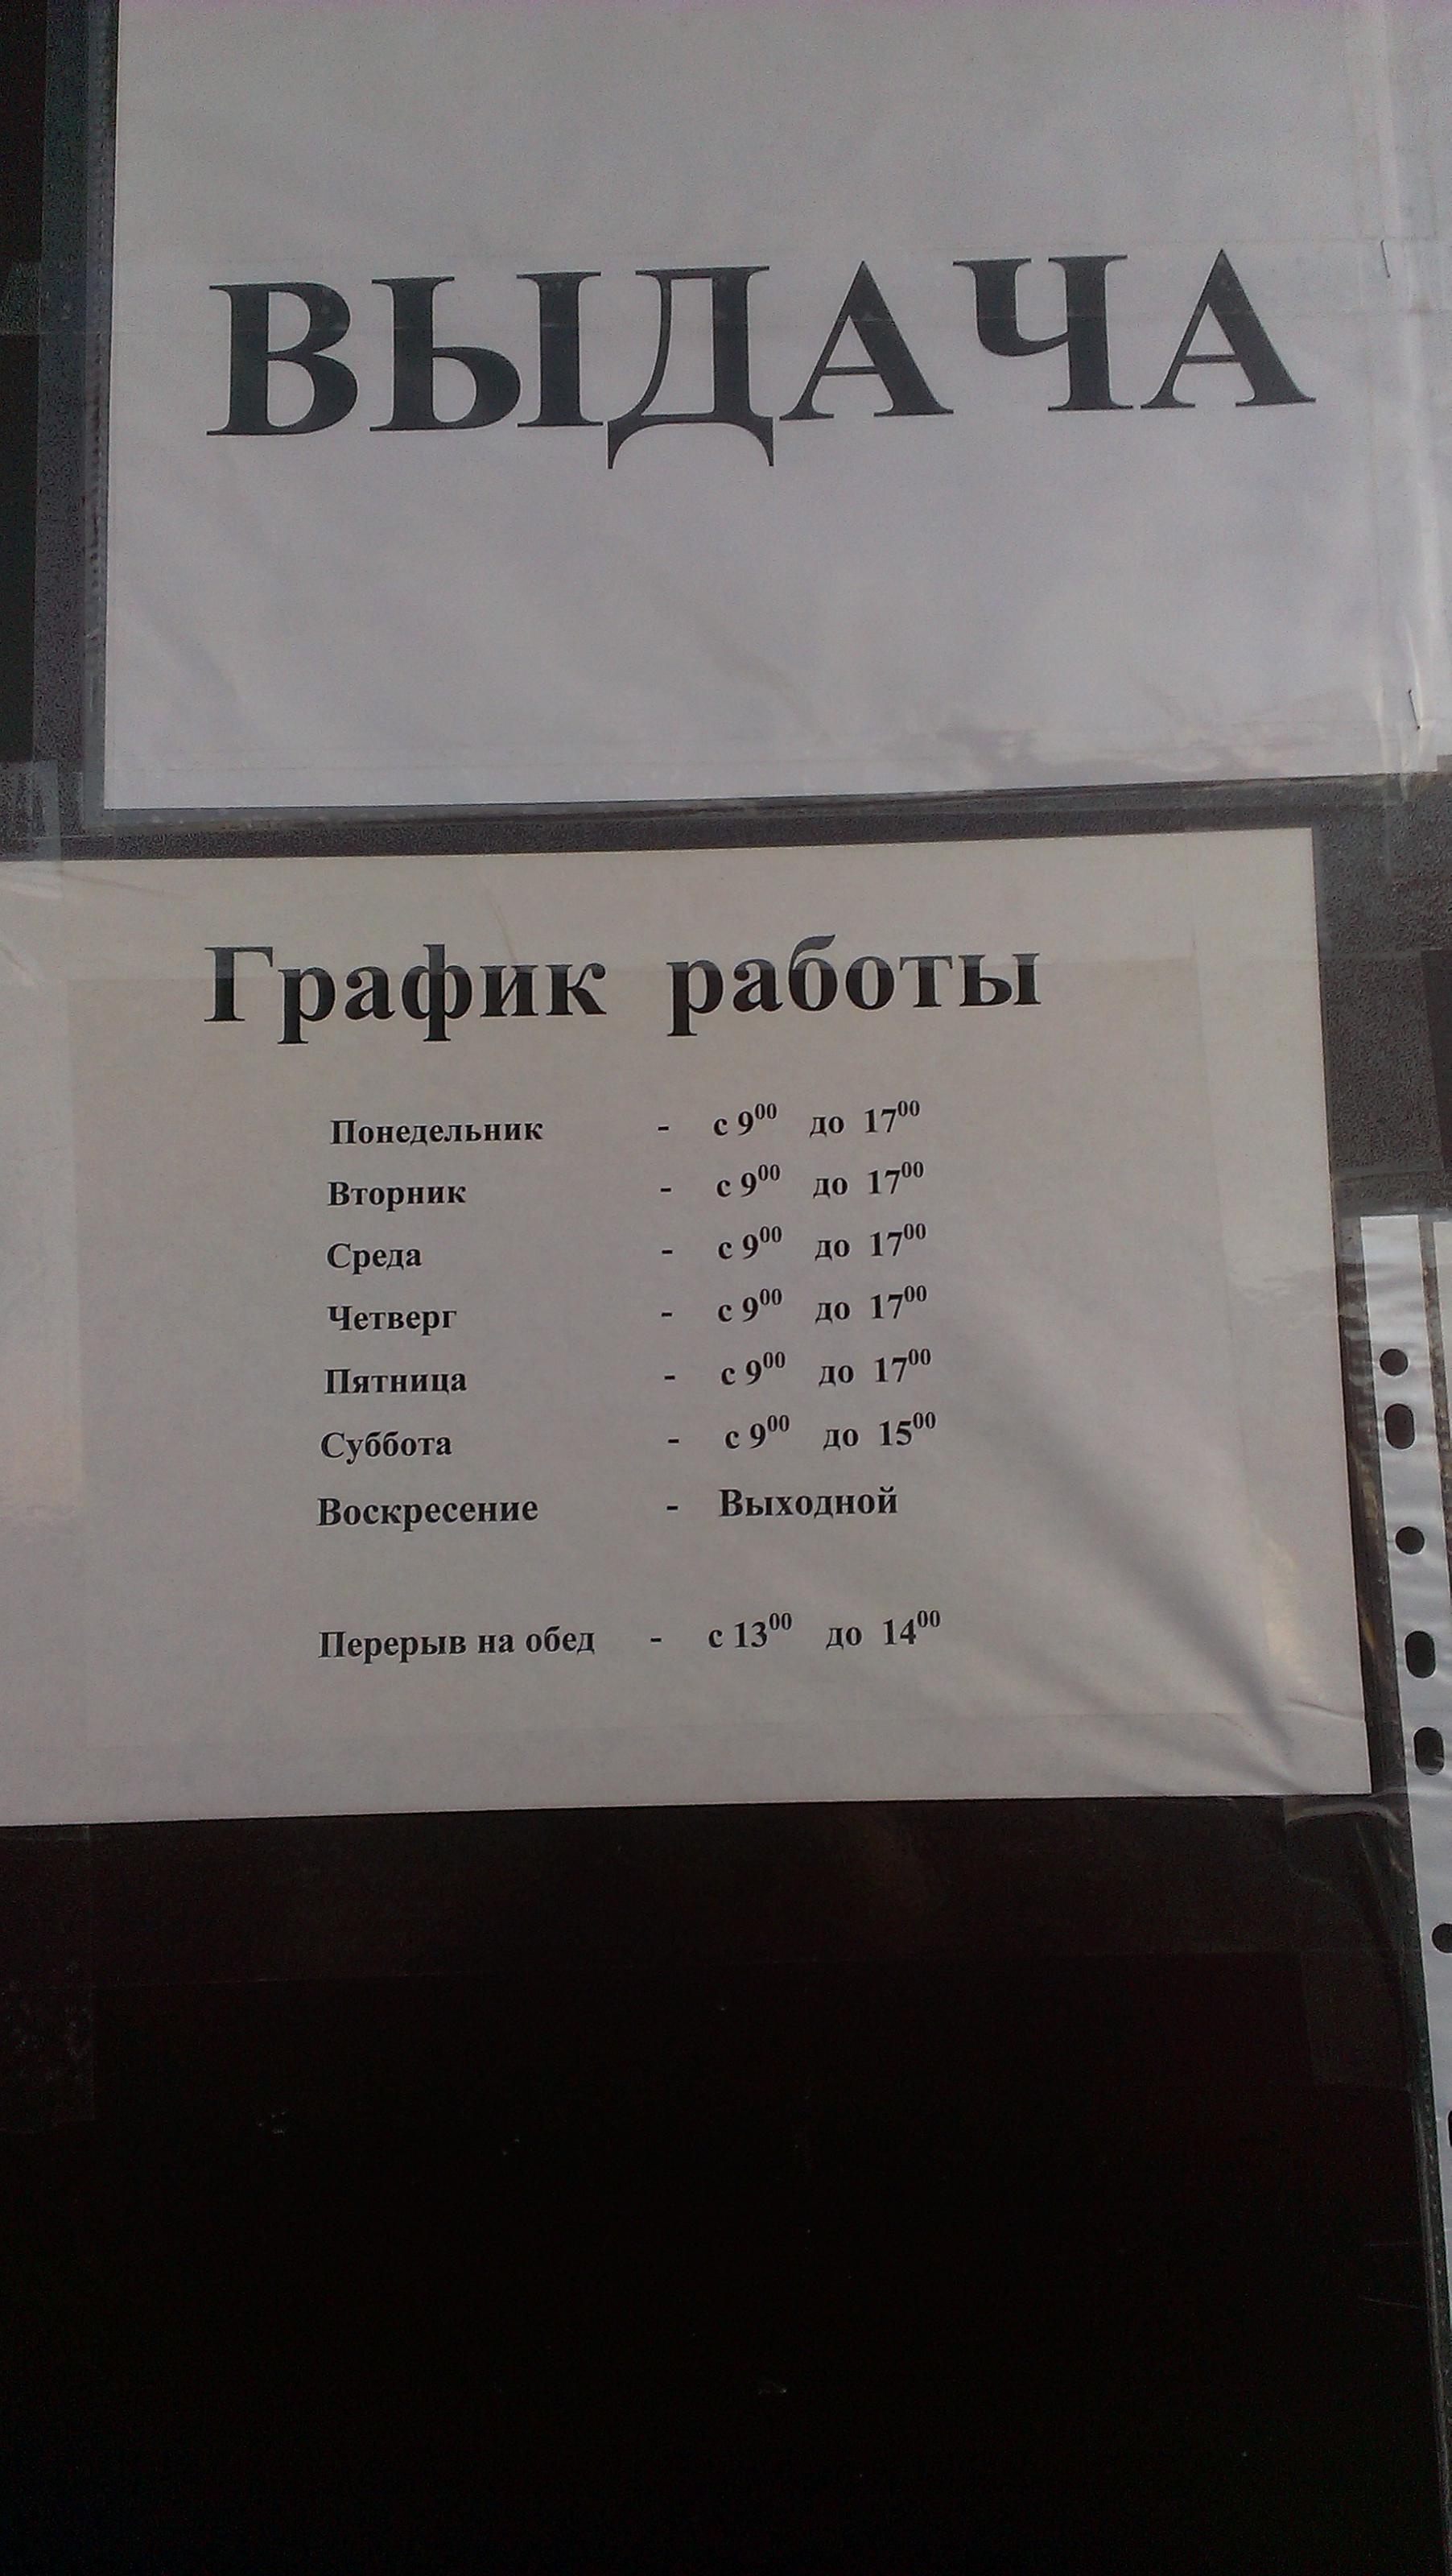 ВЫДАЧА
График работы
Понедельник - с 9⁰⁰ до 17⁰⁰
Вторник - с 9⁰⁰ до 17⁰⁰
Среда - с 9⁰⁰ до 17⁰⁰
Четверг - с 9⁰⁰ до 17⁰⁰
Пятница - с 9⁰⁰ до 17⁰⁰
Суббота - с 9⁰⁰ до 15⁰⁰
Воскресение - Выходной
Перерыв на обед - с 13⁰⁰ до 14⁰⁰